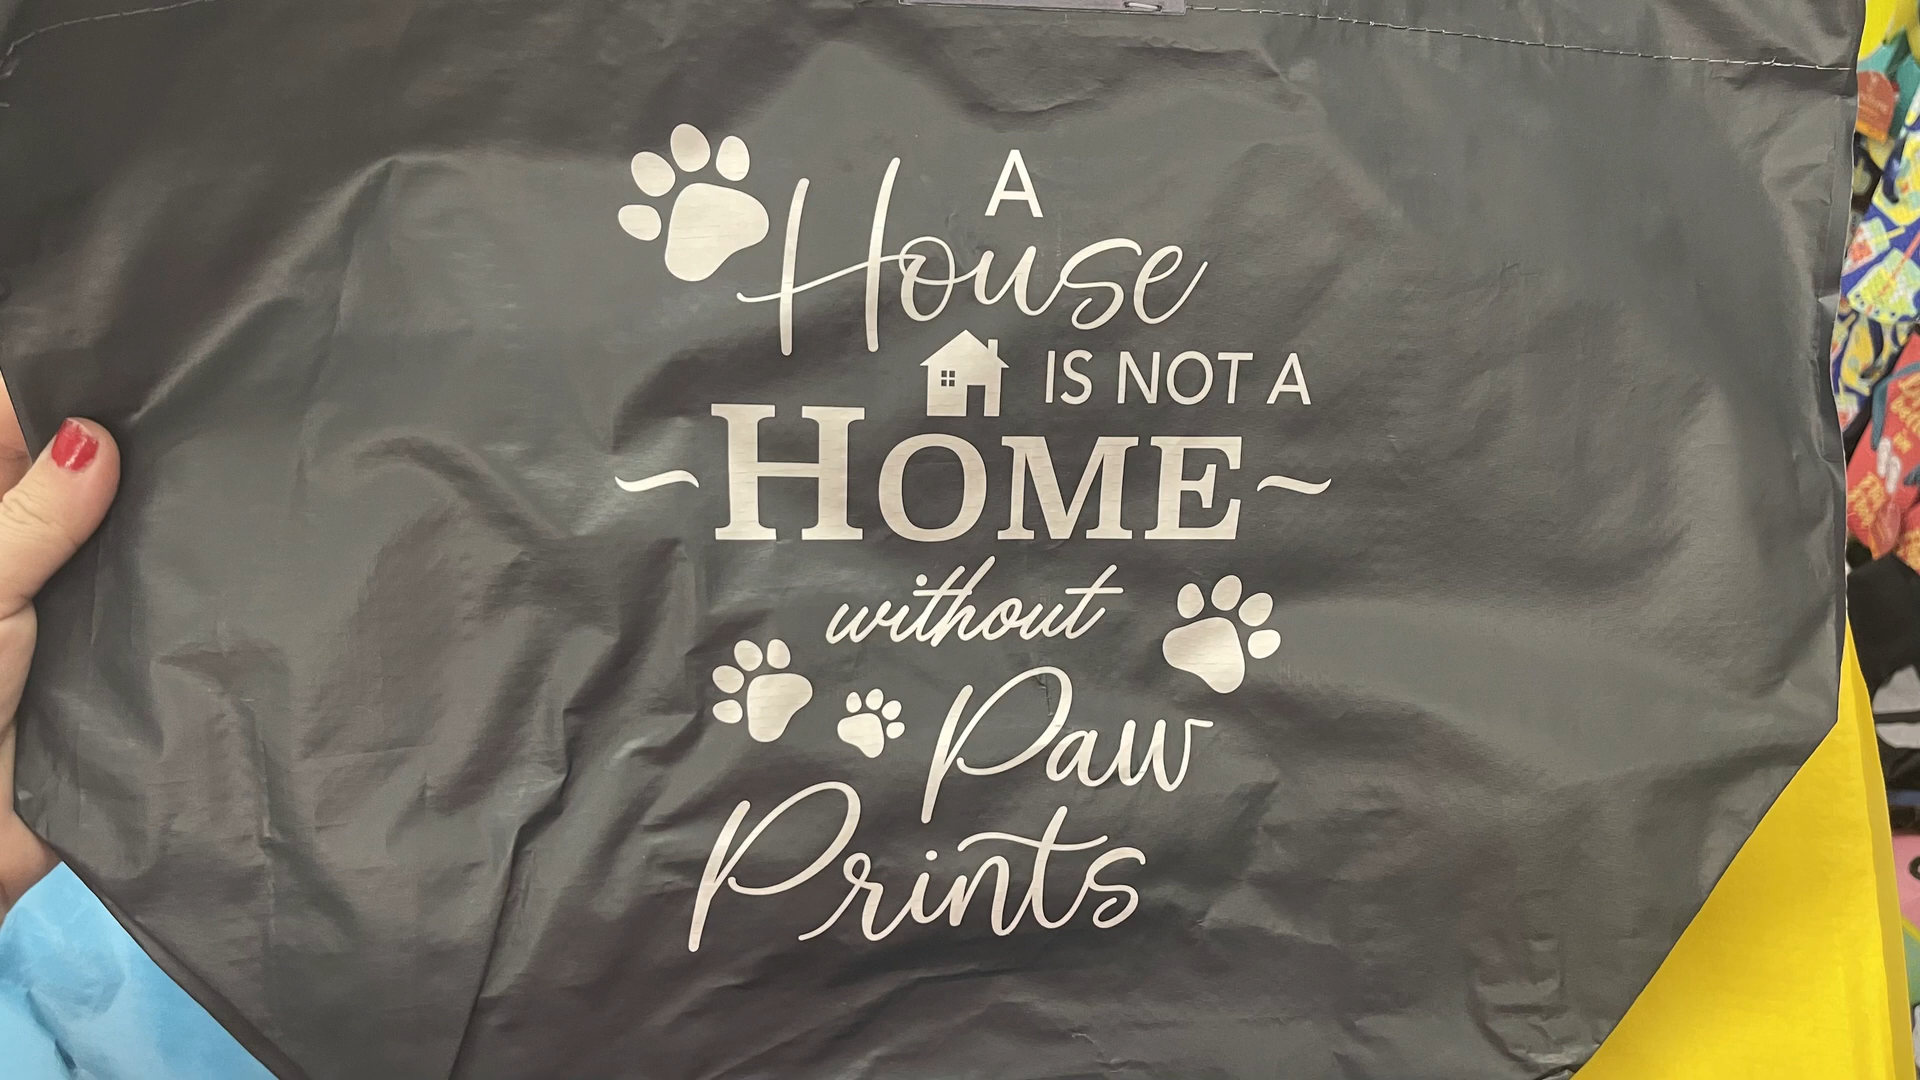 A
House
IS NOT A
~HOME~
without
Paw
Prints